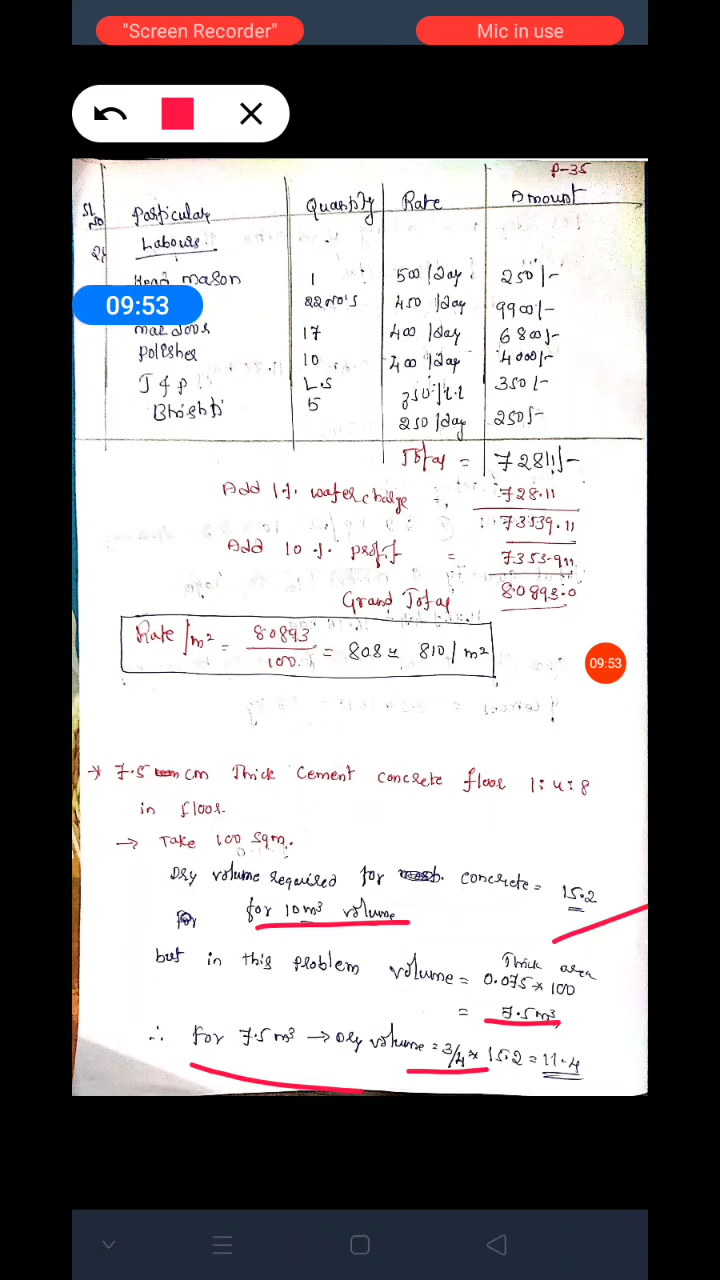 "Screen Recorder" Mic in use
P-35
SL NO Particular Quantity Rate Amount
2) Labours:
Head mason 1 500/day 250/-
09:53 22 No's 450/day 9900/-
mazdoor 17 400/day 6800/-
polisher 10 400/day 4000/-
T & P L.S 350/L.S 350/-
Bhishti 5 250/day 250/-
Total = 72811/-
Add 1% water charge = 728.11
73539.11
Add 10% profit = 7353.911
Grand Total 80893.0
Rate/m² = 80893/100 = 808 ≈ 810/m²
09:53
→ 7.5 cm Thick Cement concrete floor 1:4:8
in floor.
→ Take 100 sqm.
Dry volume required for concrete = 15.2
for 10m³ volume
but in this problem volume = 0.075 × 100
Thick area
= 7.5m³
∴ for 7.5m³ → Dry volume = 3/4 × 15.2 = 11.4